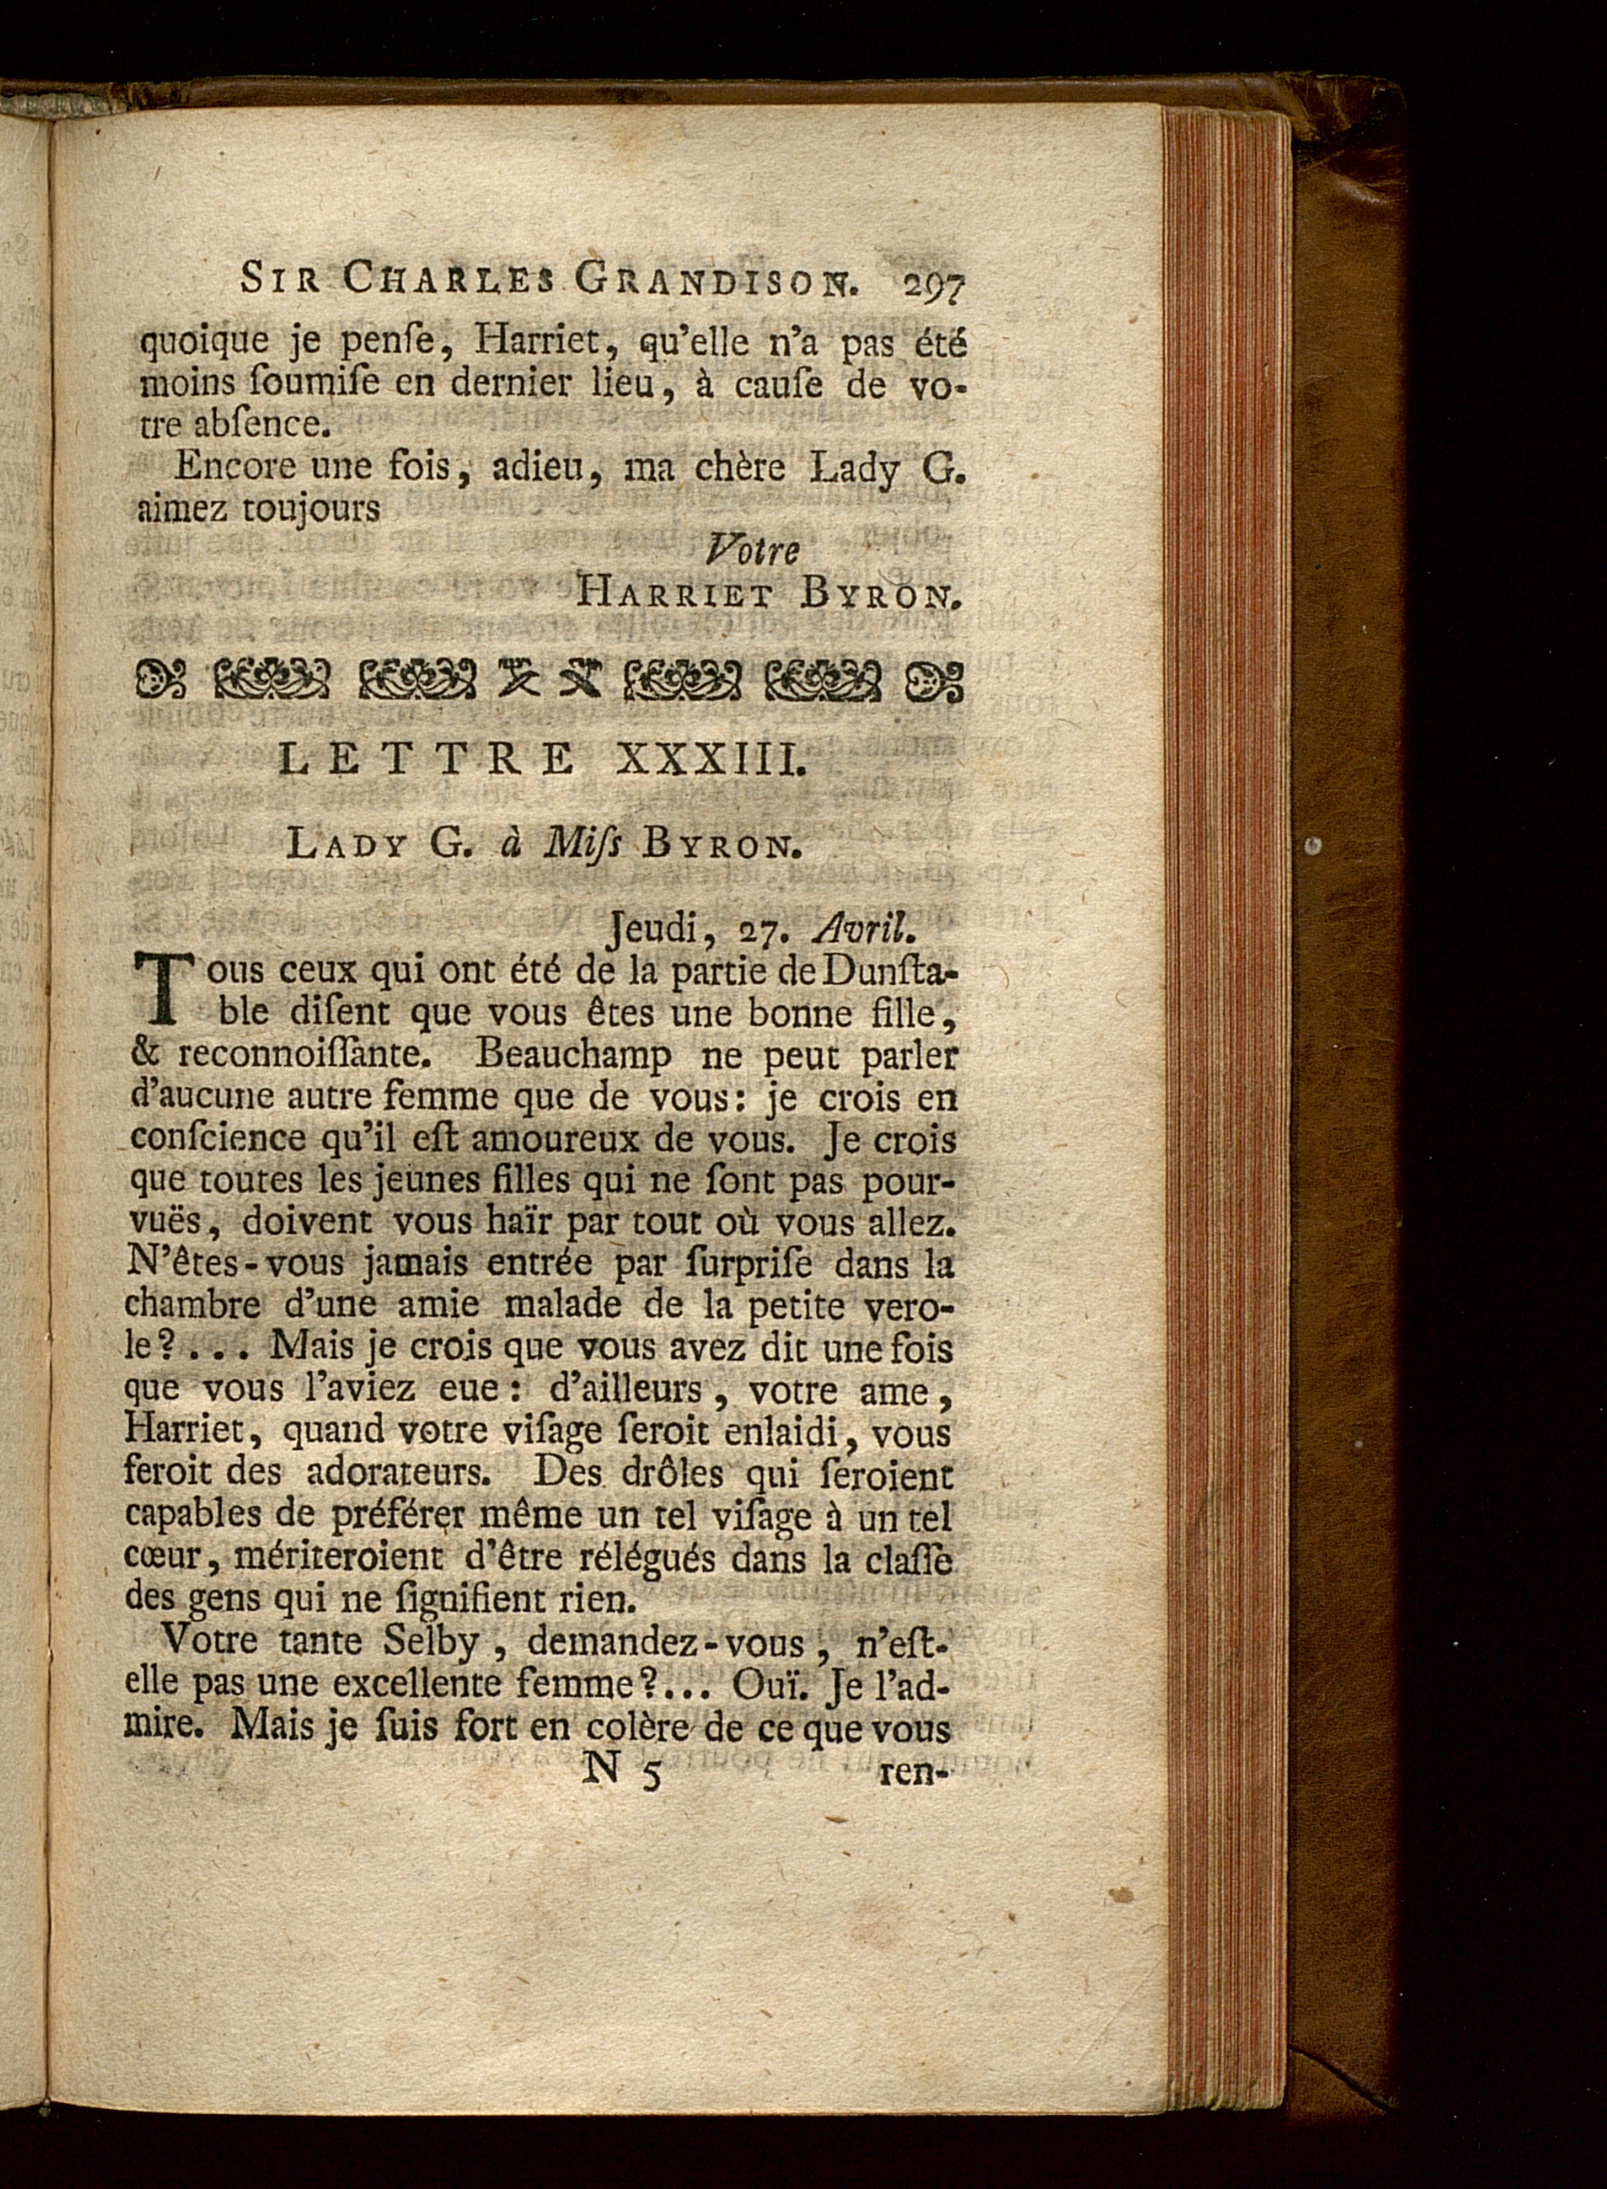 SIR CHARLES GRANDISON. 297
quoique je penſe, Harriet, qu'elle n'a pas été
moins ſoumiſe en dernier lieu, à cauſe de vo-
tre abſence.
Encore une fois, adieu, ma chère Lady G.
aimez toujours
Votre
HARRIET BYRON.
LETTRE XXXIII.
LADY G. à Miſs BYRON.
Jeudi, 27. Avril.
Tous ceux qui ont été de la partie de Dunſta-
ble diſent que vous êtes une bonne fille,
& reconnoiſſante. Beauchamp ne peut parler
d'aucune autre femme que de vous: je crois en
conſcience qu'il eſt amoureux de vous. Je crois
que toutes les jeunes filles qui ne ſont pas pour-
vuës, doivent vous haïr par tout où vous allez.
N'êtes-vous jamais entrée par ſurpriſe dans la
chambre d'une amie malade de la petite vero-
le?... Mais je crois que vous avez dit une fois
que vous l'aviez eue: d'ailleurs, votre ame,
Harriet, quand votre viſage ſeroit enlaidi, vous
feroit des adorateurs. Des drôles qui ſeroient
capables de préférer même un tel viſage à un tel
cœur, mériteroient d'être rélégués dans la claſſe
des gens qui ne ſignifient rien.
Votre tante Selby, demandez-vous, n'eſt-
elle pas une excellente femme?... Ouï. Je l'ad-
mire. Mais je ſuis fort en colère de ce que vous
N 5 ren-